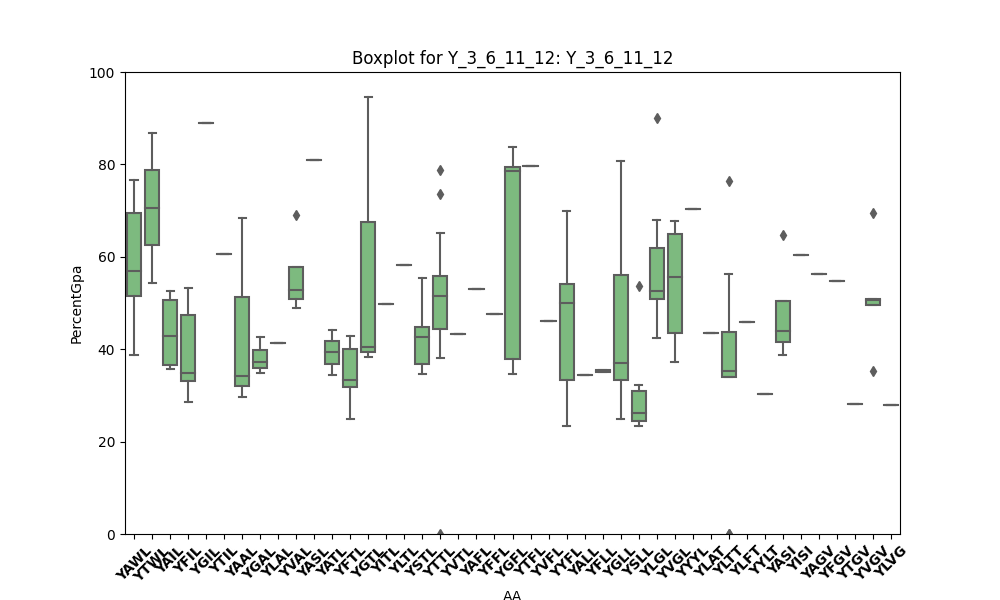 Boxplot for Y_3_6_11_12: Y_3_6_11_12
100
80
60
40
20
0
PercentGpa
YAWL
YTWL
YAIL
YFIL
YGIL
YTIL
YAAL
YGAL
YLAL
YVAL
YASL
YATL
YFTL
YGTL
YITL
YLTL
YSTL
YTTL
YVTL
YAFL
YFFL
YGFL
YTFL
YVFL
YYFL
YALL
YFLL
YGLL
YSLL
YLGL
YVGL
YYYL
YLAT
YLTT
YLFT
YYLT
YASI
YISI
YAGV
YFGV
YTGV
YVGV
YLVG
AA